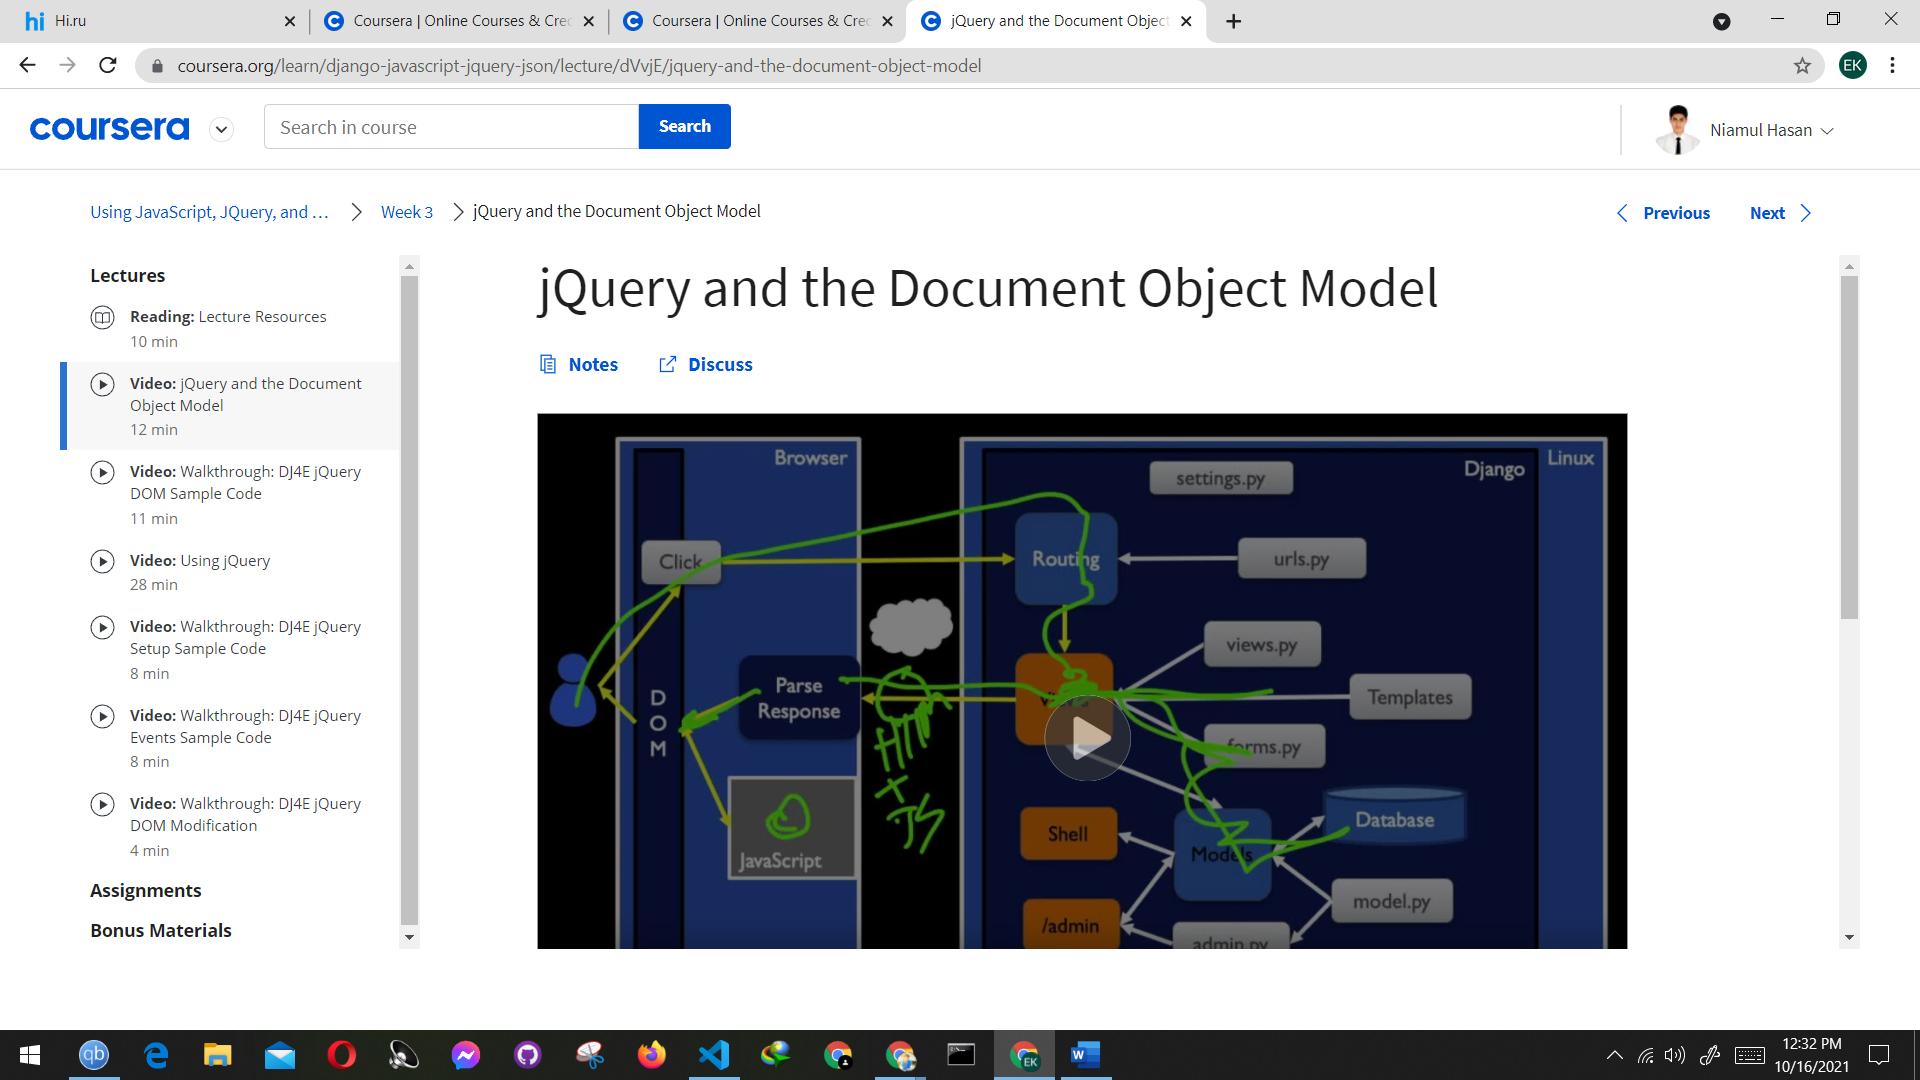 hi Hi.ru
Coursera | Online Courses & Cre
Coursera | Online Courses & Cre
jQuery and the Document Object
coursera.org/learn/django-javascript-jquery-json/lecture/dVvjE/jquery-and-the-document-object-model
EK
coursera
Search in course
Search
Niamul Hasan
Using JavaScript, JQuery, and ...
Week 3
jQuery and the Document Object Model
Previous
Next
Lectures
Reading: Lecture Resources
10 min
Video: jQuery and the Document
Object Model
12 min
Video: Walkthrough: DJ4E jQuery
DOM Sample Code
11 min
Video: Using jQuery
28 min
Video: Walkthrough: DJ4E jQuery
Setup Sample Code
8 min
Video: Walkthrough: DJ4E jQuery
Events Sample Code
8 min
Video: Walkthrough: DJ4E jQuery
DOM Modification
4 min
Assignments
Bonus Materials
jQuery and the Document Object Model
Notes
Discuss
Browser
Linux
Django
settings.py
Click
Routing
urls.py
views.py
DOM
Parse
Response
Templates
forms.py
JavaScript
Shell
Models
Database
model.py
/admin
admin.py
+
JS
qb
EK
W
12:32 PM
10/16/2021